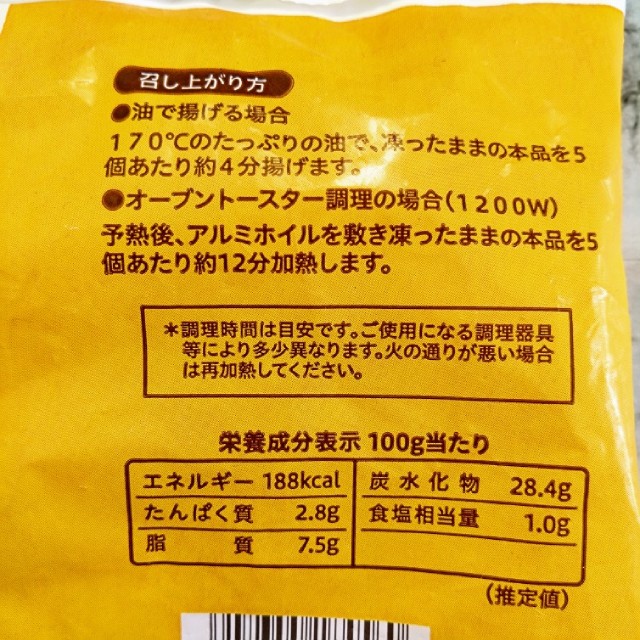 召し上がり方
●油で揚げる場合
170℃のたっぷりの油で、凍ったままの本品を5
個あたり約4分揚げます。
●オーブントースター調理の場合(1200W)
予熱後、アルミホイルを敷き凍ったままの本品を5
個あたり約12分加熱します。
*調理時間は目安です。ご使用になる調理器具
等により多少異なります。火の通りが悪い場合
は再加熱してください。
栄養成分表示 100g当たり
エネルギー 188kcal 炭水化物 28.4g
たんぱく質 2.8g 食塩相当量 1.0g
脂質 7.5g
(推定値)